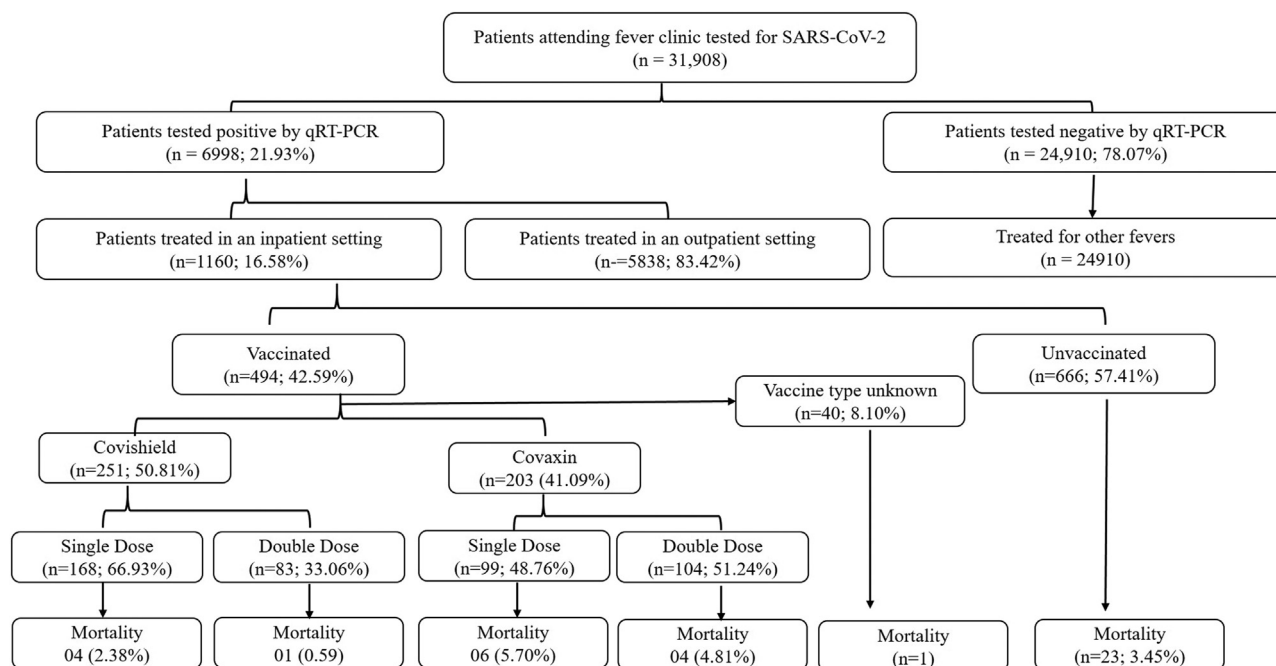 Patients attending fever clinic tested for SARS-CoV-2
(n = 31,908)
Patients tested positive by qRT-PCR
(n = 6998; 21.93%)
Patients tested negative by qRT-PCR
(n = 24,910; 78.07%)
Patients treated in an inpatient setting
(n=1160; 16.58%)
Patients treated in an outpatient setting
(n-=5838; 83.42%)
Treated for other fevers
(n = 24910)
Vaccinated
(n=494; 42.59%)
Unvaccinated
(n=666; 57.41%)
Vaccine type unknown
(n=40; 8.10%)
Covishield
(n=251; 50.81%)
Covaxin
(n=203 (41.09%)
Single Dose
(n=168; 66.93%)
Double Dose
(n=83; 33.06%)
Single Dose
(n=99; 48.76%)
Double Dose
(n=104; 51.24%)
Mortality
04 (2.38%)
Mortality
01 (0.59)
Mortality
06 (5.70%)
Mortality
04 (4.81%)
Mortality
(n=1)
Mortality
(n=23; 3.45%)